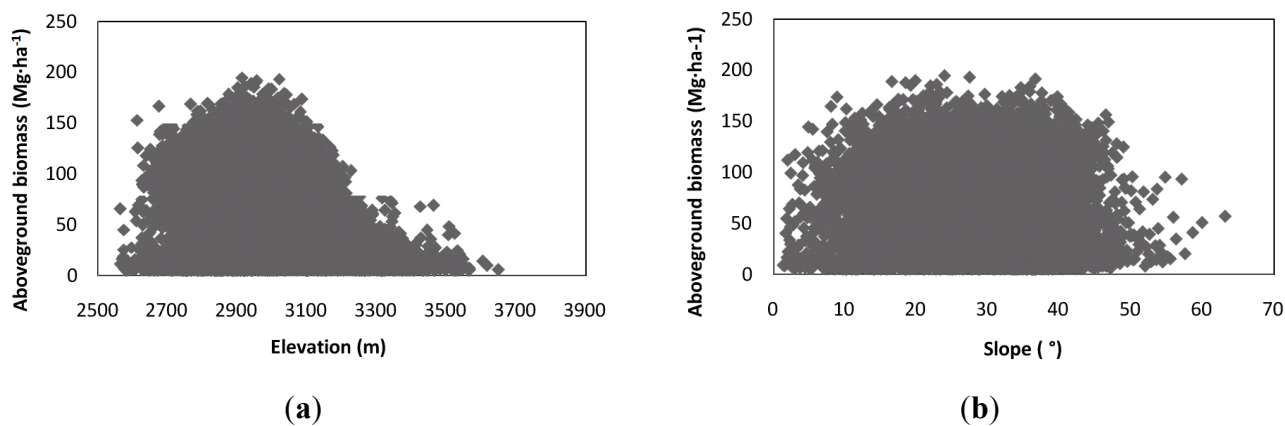 250
200
150
100
50
0
2500 2700 2900 3100 3300 3500 3700 3900
Aboveground biomass (Mg·ha⁻¹)
Elevation (m)
(a)
250
200
150
100
50
0
0 10 20 30 40 50 60 70
Aboveground biomass (Mg·ha-1)
Slope ( °)
(b)